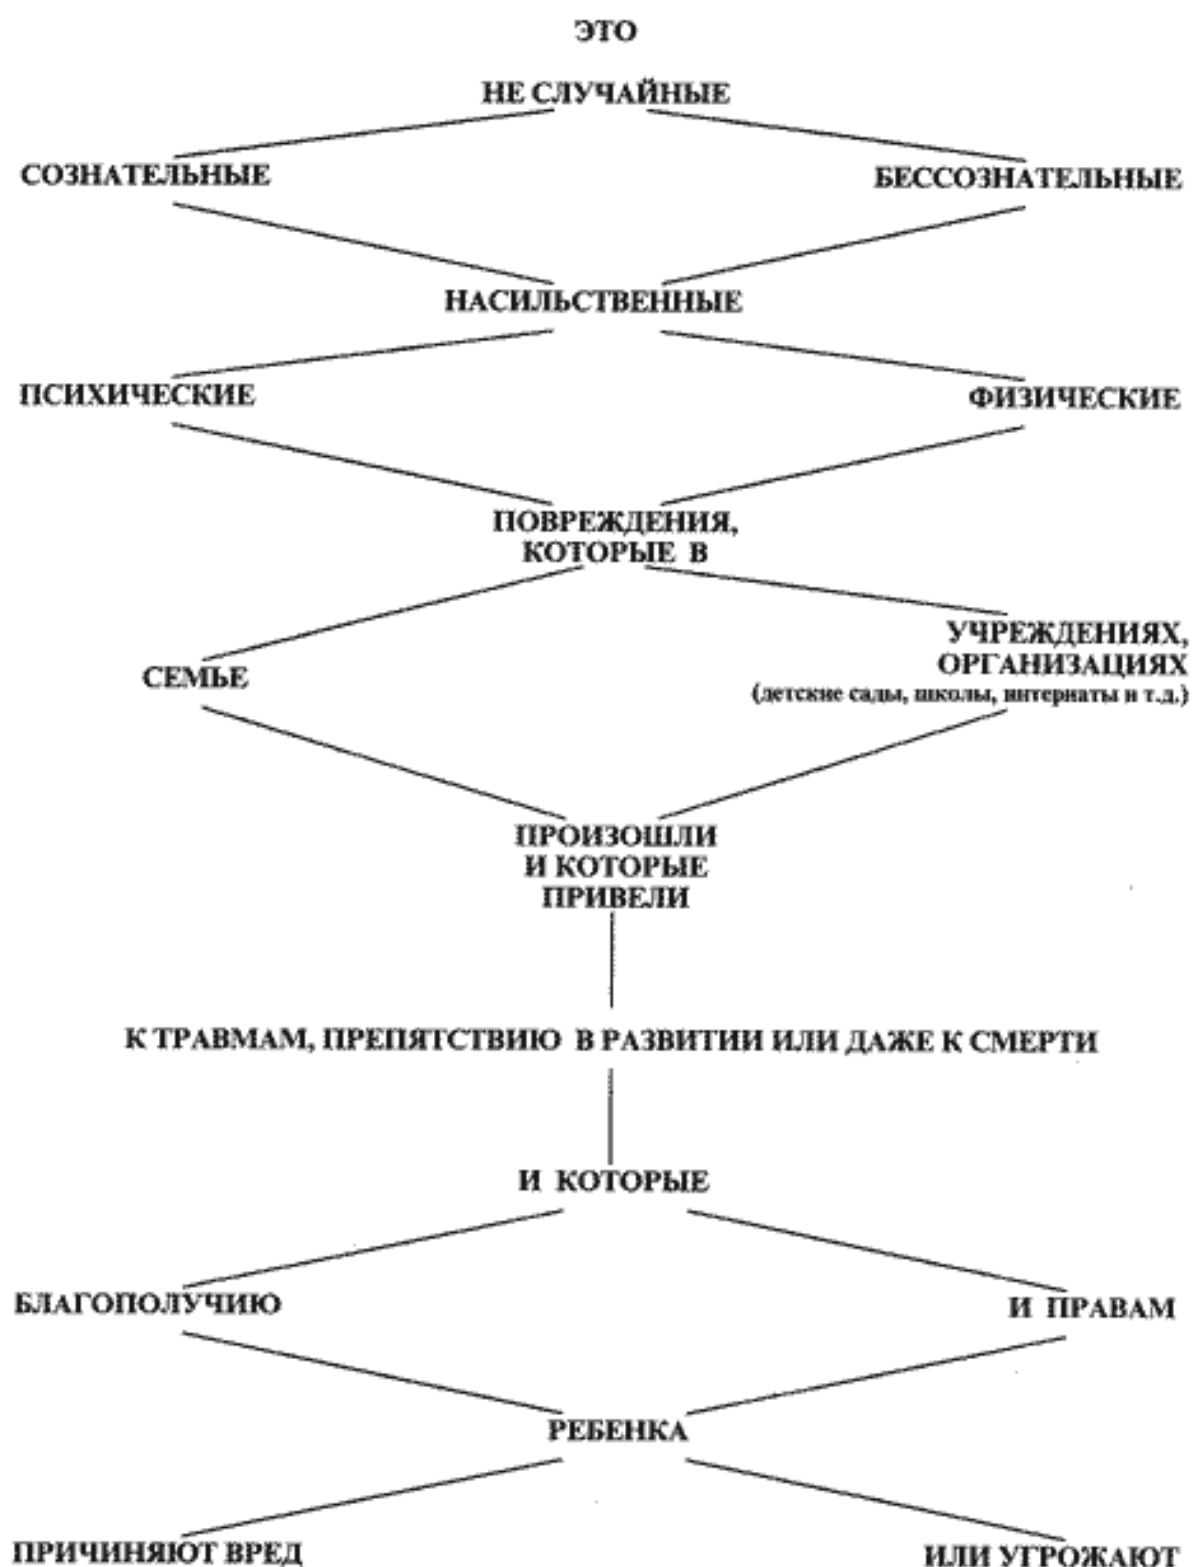 ЭТО
НЕ СЛУЧАЙНЫЕ
СОЗНАТЕЛЬНЫЕ
БЕССОЗНАТЕЛЬНЫЕ
НАСИЛЬСТВЕННЫЕ
ПСИХИЧЕСКИЕ
ФИЗИЧЕСКИЕ
ПОВРЕЖДЕНИЯ,
КОТОРЫЕ В
СЕМЬЕ
УЧРЕЖДЕНИЯХ,
ОРГАНИЗАЦИЯХ
(детские сады, школы, интернаты и т.д.)
ПРОИЗОШЛИ
И КОТОРЫЕ
ПРИВЕЛИ
К ТРАВМАМ, ПРЕПЯТСТВИЮ В РАЗВИТИИ ИЛИ ДАЖЕ К СМЕРТИ
И КОТОРЫЕ
БЛАГОПОЛУЧИЮ
И ПРАВАМ
РЕБЕНКА
ПРИЧИНЯЮТ ВРЕД
ИЛИ УГРОЖАЮТ